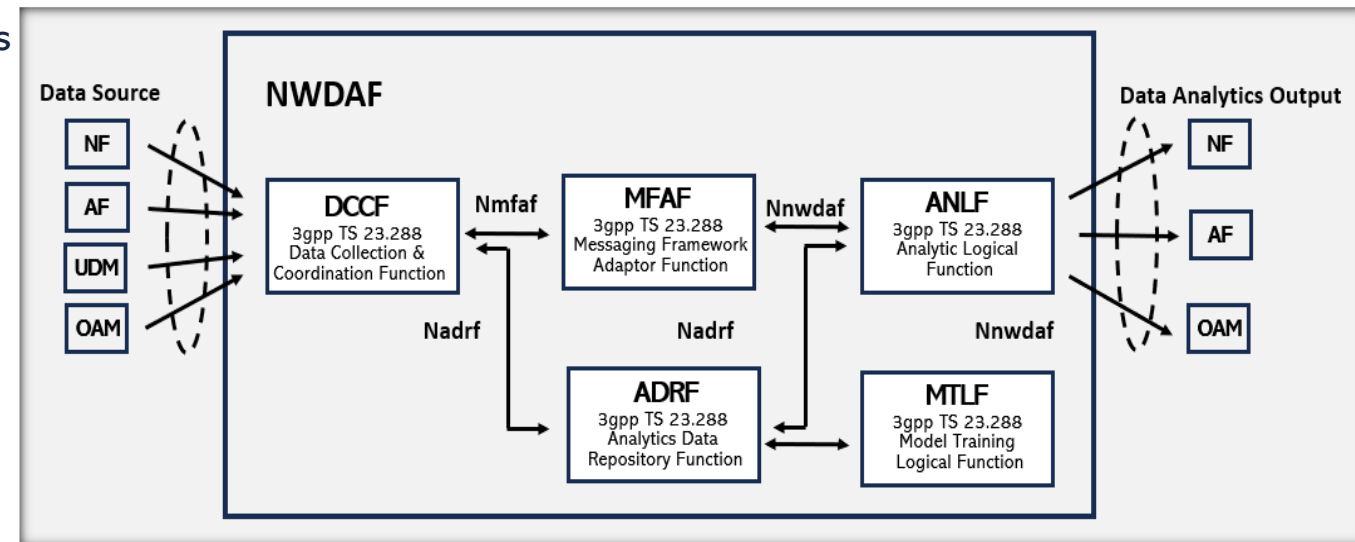 s
Data Source
NWDAF
Data Analytics Output
NF
AF
UDM
OAM
DCCF
3gpp TS 23.288
Data Collection &
Coordination Function
Nmfaf
MFAF
3gpp TS 23.288
Messaging Framework
Adaptor Function
Nnwdaf
ANLF
3gpp TS 23.288
Analytic Logical
Function
NF
AF
OAM
Nadrf
Nadrf
Nnwdaf
ADRF
3gpp TS 23.288
Analytics Data
Repository Function
MTLF
3gpp TS 23.288
Model Training
Logical Function